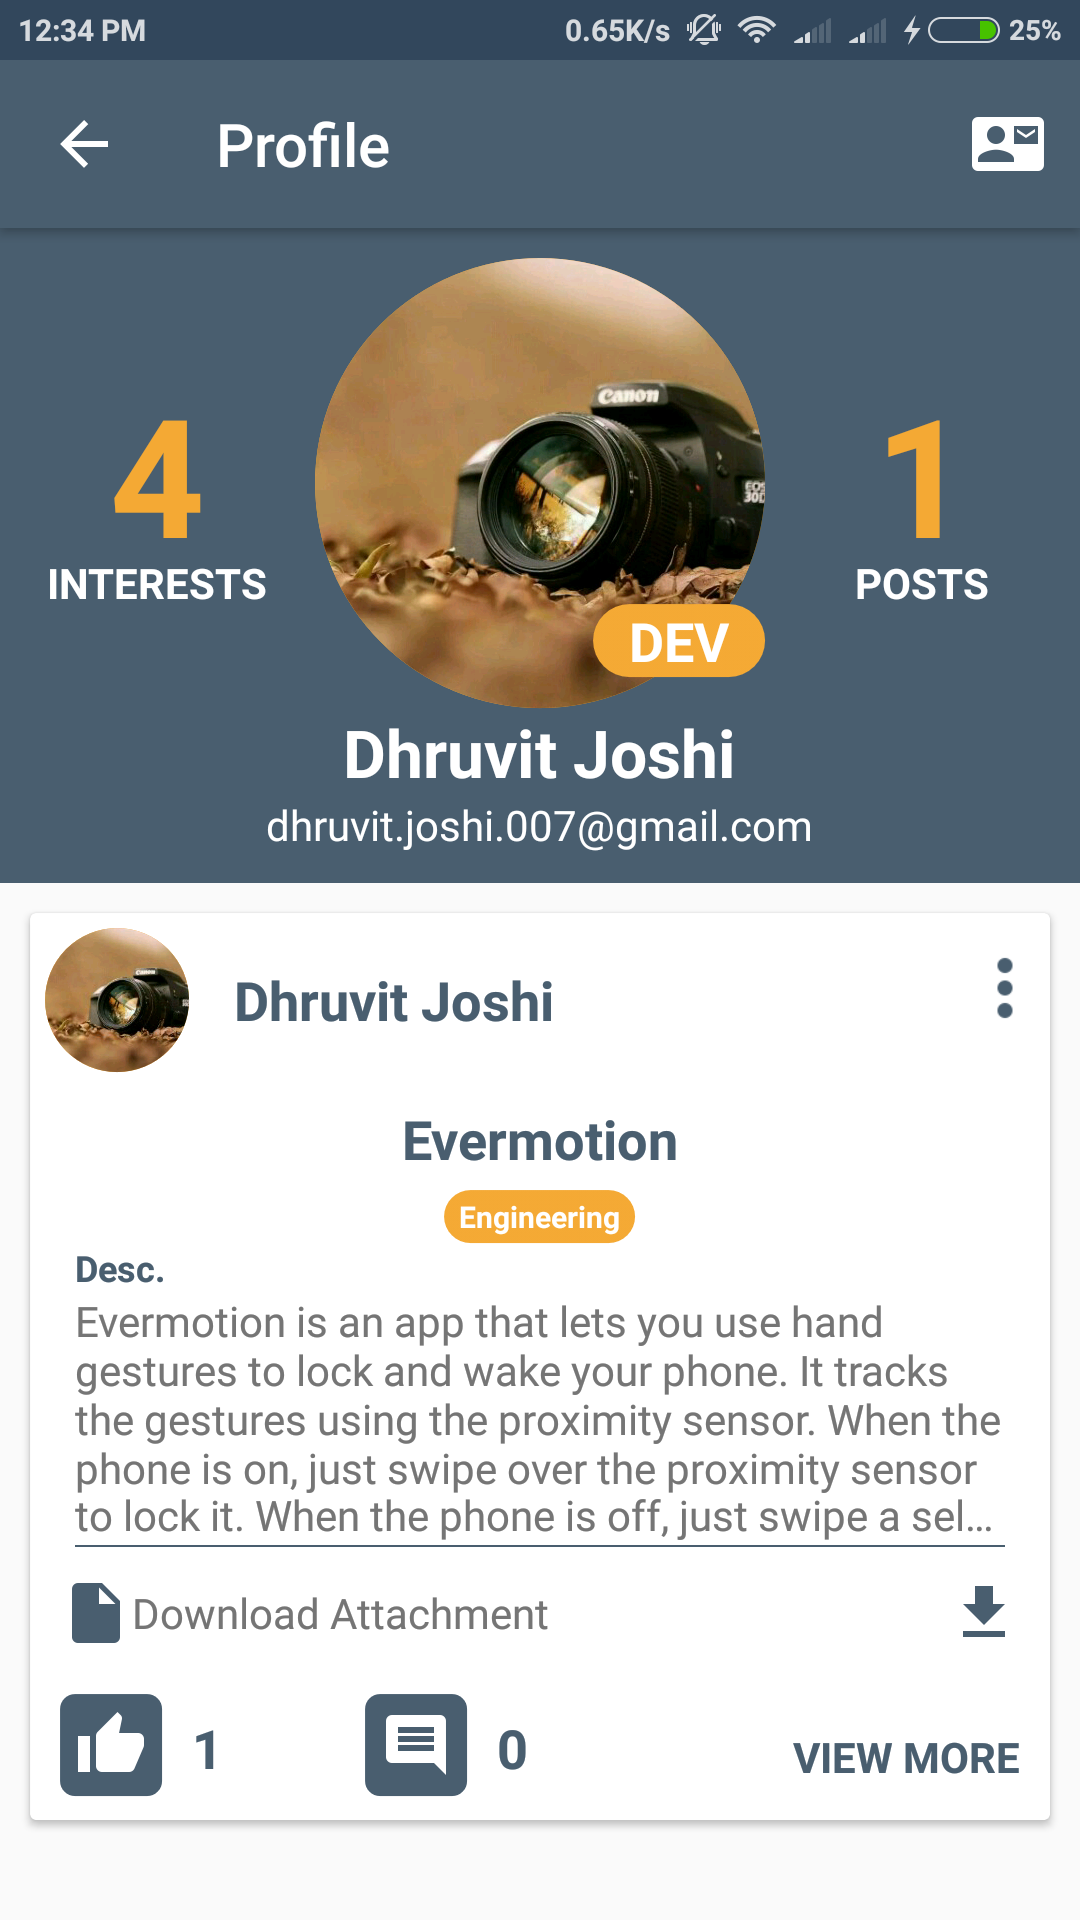 12:34 PM 0.65K/s 25%
Profile
Canon
EOS
30D
4
INTERESTS
1
POSTS
DEV
Dhruvit Joshi
dhruvit.joshi.007@gmail.com
Canon
Dhruvit Joshi
Evermotion
Engineering
Desc.
Evermotion is an app that lets you use hand
gestures to lock and wake your phone. It tracks
the gestures using the proximity sensor. When the
phone is on, just swipe over the proximity sensor
to lock it. When the phone is off, just swipe a sel...
Download Attachment
1
0
VIEW MORE